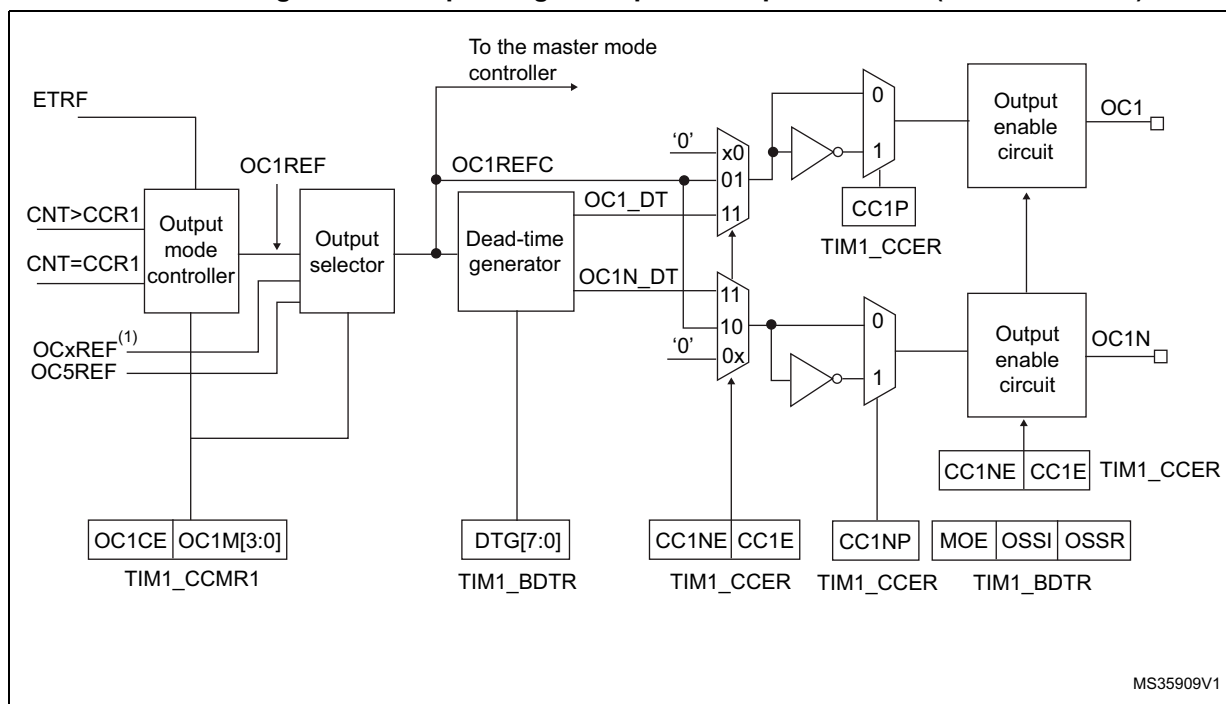 To the master mode
controller
ETRF
OC1REF
CNT>CCR1
CNT=CCR1
Output
mode
controller
Output
selector
OCxREF(1)
OC5REF
OC1REFC
Dead-time
generator
OC1_DT
OC1N_DT
‘0’
x0
01
11
11
10
0x
‘0’
0
1
CC1P
TIM1_CCER
0
1
Output
enable
circuit
OC1
Output
enable
circuit
OC1N
CC1NE CC1E TIM1_CCER
OC1CE OC1M[3:0]
TIM1_CCMR1
DTG[7:0]
TIM1_BDTR
CC1NE CC1E
TIM1_CCER
CC1NP
TIM1_CCER
MOE OSSI OSSR
TIM1_BDTR
MS35909V1